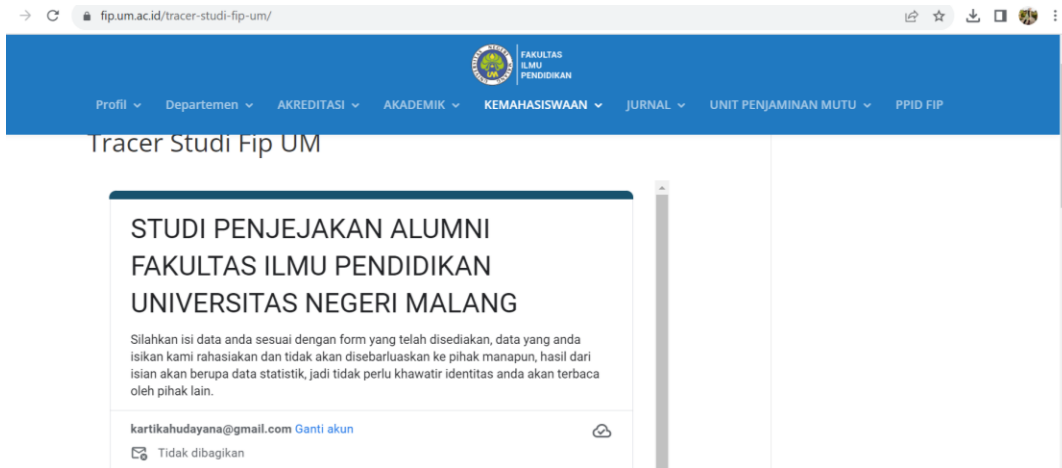 fip.um.ac.id/tracer-studi-fip-um/
FAKULTAS
ILMU
PENDIDIKAN
Profil Departemen AKREDITASI AKADEMIK KEMAHASISWAAN JURNAL UNIT PENJAMINAN MUTU PPID FIP
Tracer Studi Fip UM
STUDI PENJEJAKAN ALUMNI
FAKULTAS ILMU PENDIDIKAN
UNIVERSITAS NEGERI MALANG
Silahkan isi data anda sesuai dengan form yang telah disediakan, data yang anda
isikan kami rahasiakan dan tidak akan disebarluaskan ke pihak manapun, hasil dari
isian akan berupa data statistik, jadi tidak perlu khawatir identitas anda akan terbaca
oleh pihak lain.
kartikahudayana@gmail.com Ganti akun
Tidak dibagikan